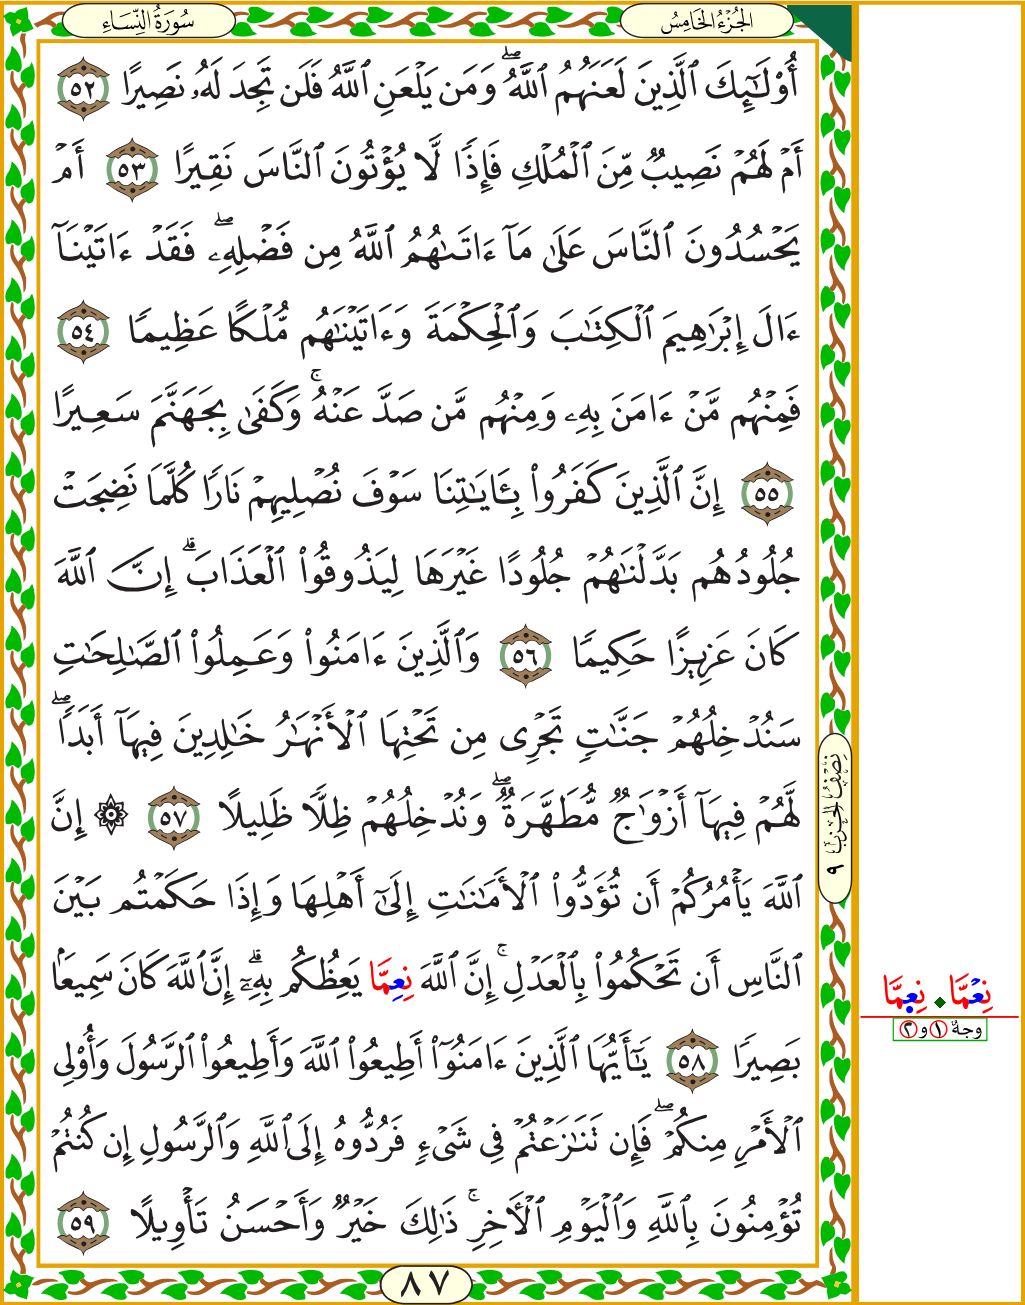 سُورَةُ النِّسَاءِ
الجُزْءُ الخَامِسُ
أُوْلَٰٓئِكَ ٱلَّذِينَ لَعَنَهُمُ ٱللَّهُۖ وَمَن يَلْعَنِ ٱللَّهُ فَلَن تَجِدَ لَهُۥ نَصِيرًا ٥٢
أَمْ لَهُمْ نَصِيبٌ مِّنَ ٱلْمُلْكِ فَإِذًا لَّا يُؤْتُونَ ٱلنَّاسَ نَقِيرًا ٥٣ أَمْ
يَحْسُدُونَ ٱلنَّاسَ عَلَىٰ مَآ ءَاتَىٰهُمُ ٱللَّهُ مِن فَضْلِهِۦۖ فَقَدْ ءَاتَيْنَآ
ءَالَ إِبْرَٰهِيمَ ٱلْكِتَٰبَ وَٱلْحِكْمَةَ وَءَاتَيْنَٰهُم مُّلْكًا عَظِيمًا ٥٤
فَمِنْهُم مَّنْ ءَامَنَ بِهِۦ وَمِنْهُم مَّن صَدَّ عَنْهُۚ وَكَفَىٰ بِجَهَنَّمَ سَعِيرًا
٥٥ إِنَّ ٱلَّذِينَ كَفَرُواْ بِـَٔايَٰتِنَا سَوْفَ نُصْلِيهِمْ نَارًا كُلَّمَا نَضِجَتْ
جُلُودُهُم بَدَّلْنَٰهُمْ جُلُودًا غَيْرَهَا لِيَذُوقُواْ ٱلْعَذَابَۗ إِنَّ ٱللَّهَ
كَانَ عَزِيزًا حَكِيمًا ٥٦ وَٱلَّذِينَ ءَامَنُواْ وَعَمِلُواْ ٱلصَّٰلِحَٰتِ
سَنُدْخِلُهُمْ جَنَّٰتٍ تَجْرِى مِن تَحْتِهَا ٱلْأَنْهَٰرُ خَٰلِدِينَ فِيهَآ أَبَدًاۖ
لَّهُمْ فِيهَآ أَزْوَٰجٌ مُّطَهَّرَةٌۖ وَنُدْخِلُهُمْ ظِلًّا ظَلِيلًا ٥٧ ۞ إِنَّ
ٱللَّهَ يَأْمُرُكُمْ أَن تُؤَدُّواْ ٱلْأَمَٰنَٰتِ إِلَىٰٓ أَهْلِهَا وَإِذَا حَكَمْتُم بَيْنَ
ٱلنَّاسِ أَن تَحْكُمُواْ بِٱلْعَدْلِۚ إِنَّ ٱللَّهَ نِعِمَّا يَعِظُكُم بِهِۦٓۗ إِنَّ ٱللَّهَ كَانَ سَمِيعَۢا
بَصِيرًا ٥٨ يَٰٓأَيُّهَا ٱلَّذِينَ ءَامَنُوٓاْ أَطِيعُواْ ٱللَّهَ وَأَطِيعُواْ ٱلرَّسُولَ وَأُوْلِى
ٱلْأَمْرِ مِنكُمْۖ فَإِن تَنَٰزَعْتُمْ فِى شَىْءٍ فَرُدُّوهُ إِلَى ٱللَّهِ وَٱلرَّسُولِ إِن كُنتُمْ
تُؤْمِنُونَ بِٱللَّهِ وَٱلْيَوْمِ ٱلْـَٔاخِرِۚ ذَٰلِكَ خَيْرٌ وَأَحْسَنُ تَأْوِيلًا ٥٩
٨٧
نِصْفُ الحِزْبِ ٩
نِعْمَّا ⬥ نِعِمَّا
وجهٌ ١ و ٢